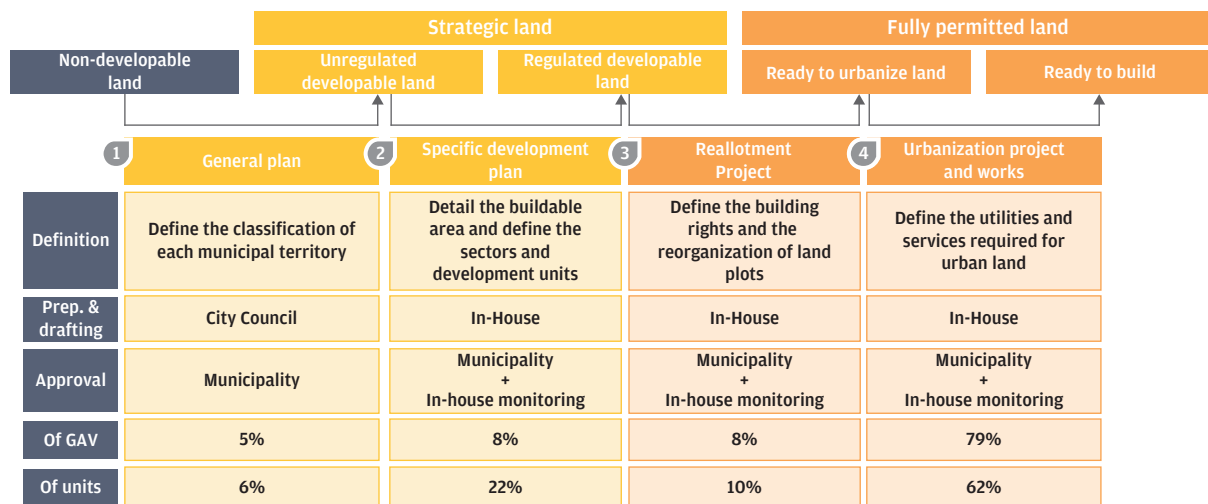 Strategic land
Fully permitted land
Non-developable
land
Unregulated
developable land
Regulated developable
land
Ready to urbanize land
Ready to build
1
General plan
2
Specific development
plan
3
Reallotment
Project
4
Urbanization project
and works
Definition
Define the classification of
each municipal territory
Detail the buildable
area and define the
sectors and
development units
Define the building
rights and the
reorganization of land
plots
Define the utilities and
services required for
urban land
Prep. &
drafting
City Council
In-House
In-House
In-House
Approval
Municipality
Municipality
+
In-house monitoring
Municipality
+
In-house monitoring
Municipality
+
In-house monitoring
Of GAV
5%
8%
8%
79%
Of units
6%
22%
10%
62%